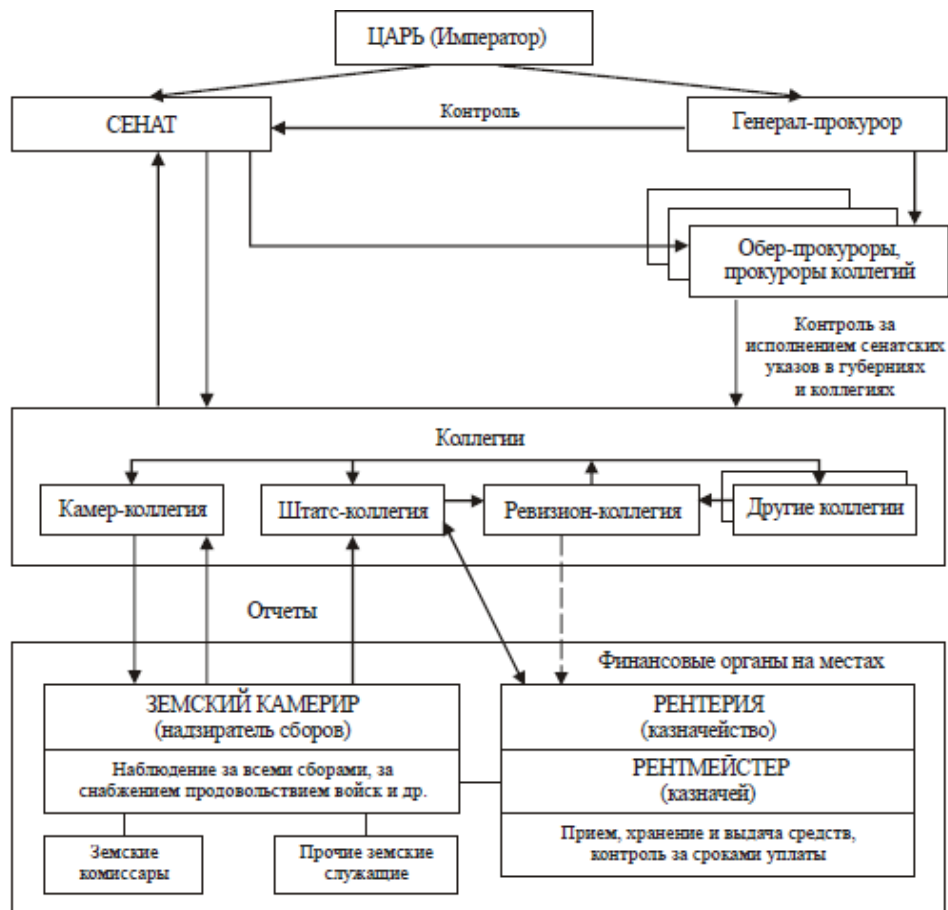 ЦАРЬ (Император)
СЕНАТ
Контроль
Генерал-прокурор
Обер-прокуроры,
прокуроры коллегий
Контроль за
исполнением сенатских
указов в губерниях
и коллегиях
Коллегии
Камер-коллегия
Штатс-коллегия
Ревизион-коллегия
Другие коллегии
Отчеты
Финансовые органы на местах
ЗЕМСКИЙ КАМЕРИР
(надзиратель сборов)
Наблюдение за всеми сборами, за
снабжением продовольствием войск и др.
Земские
комиссары
Прочие земские
служащие
РЕНТЕРИЯ
(казначейство)
РЕНТМЕЙСТЕР
(казначей)
Прием, хранение и выдача средств,
контроль за сроками уплаты